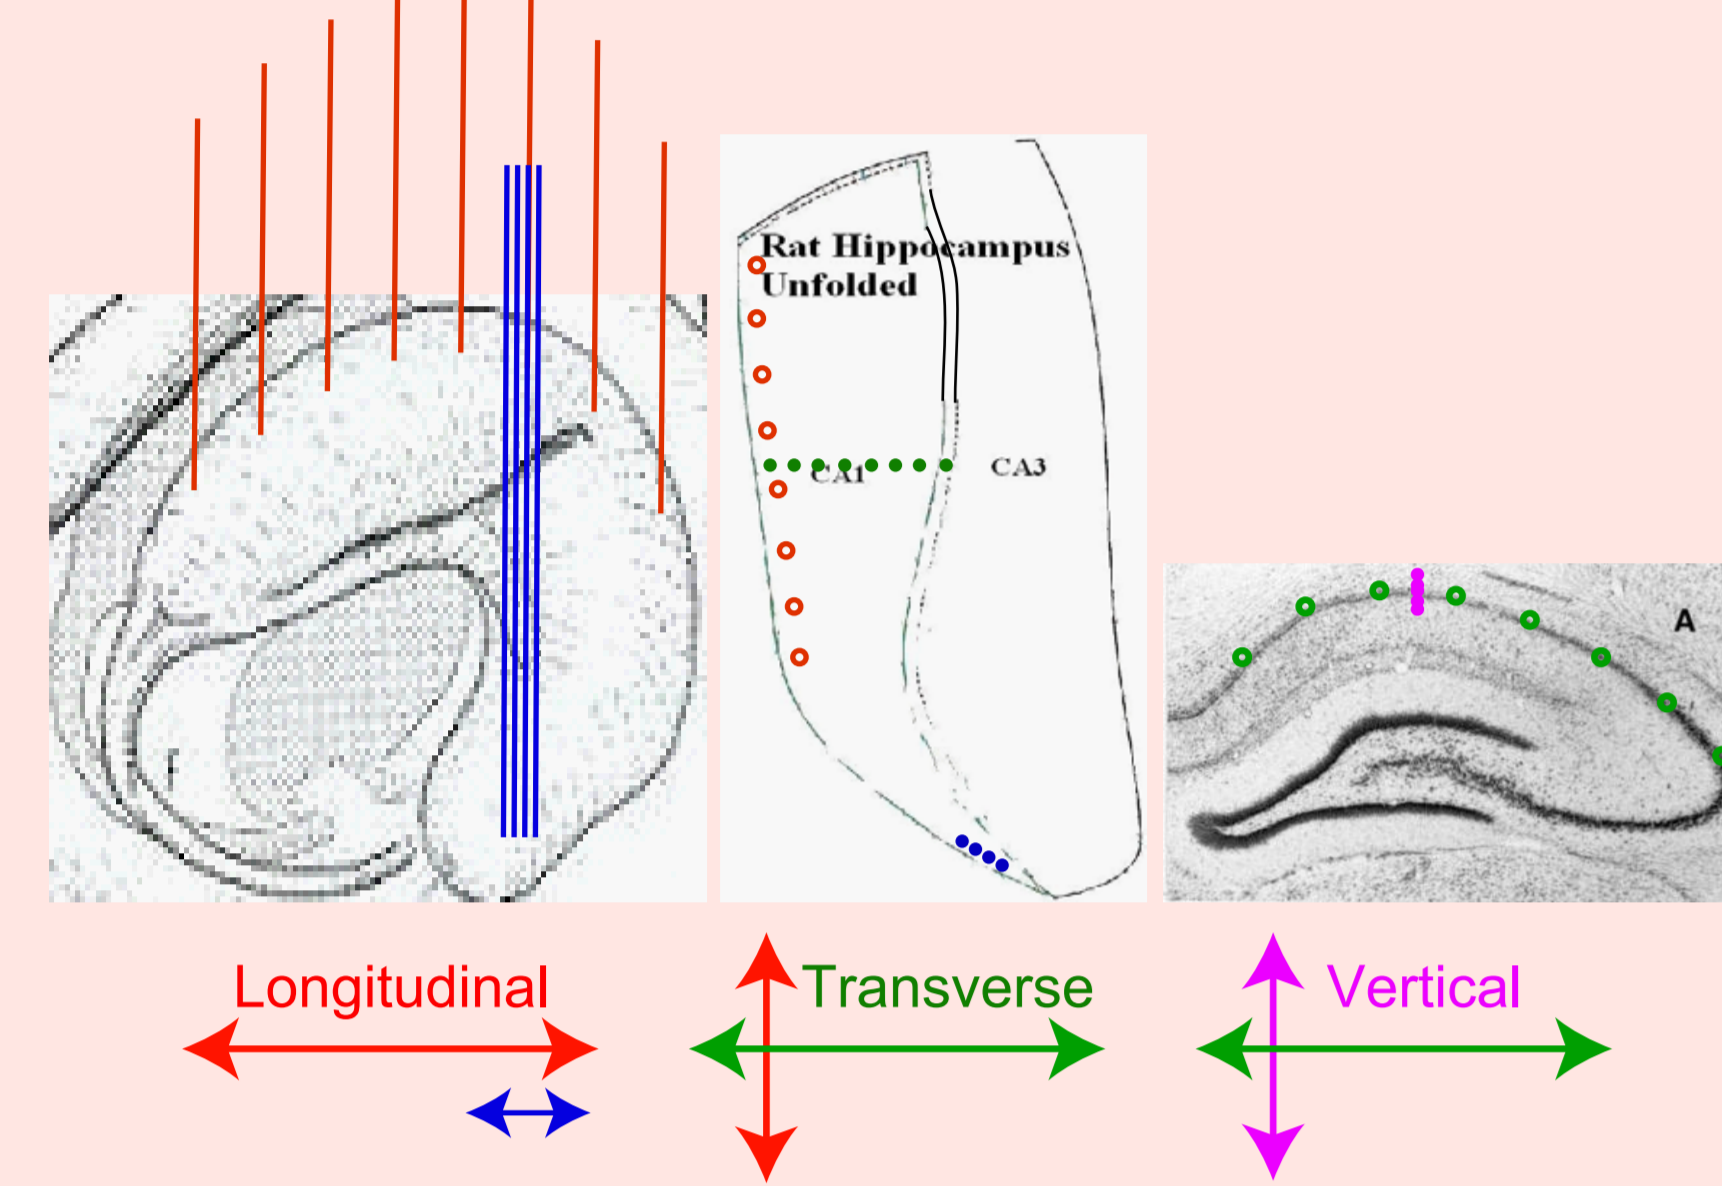 Rat Hippocampus
Unfolded
CA1
CA3
A
Longitudinal
Transverse
Vertical